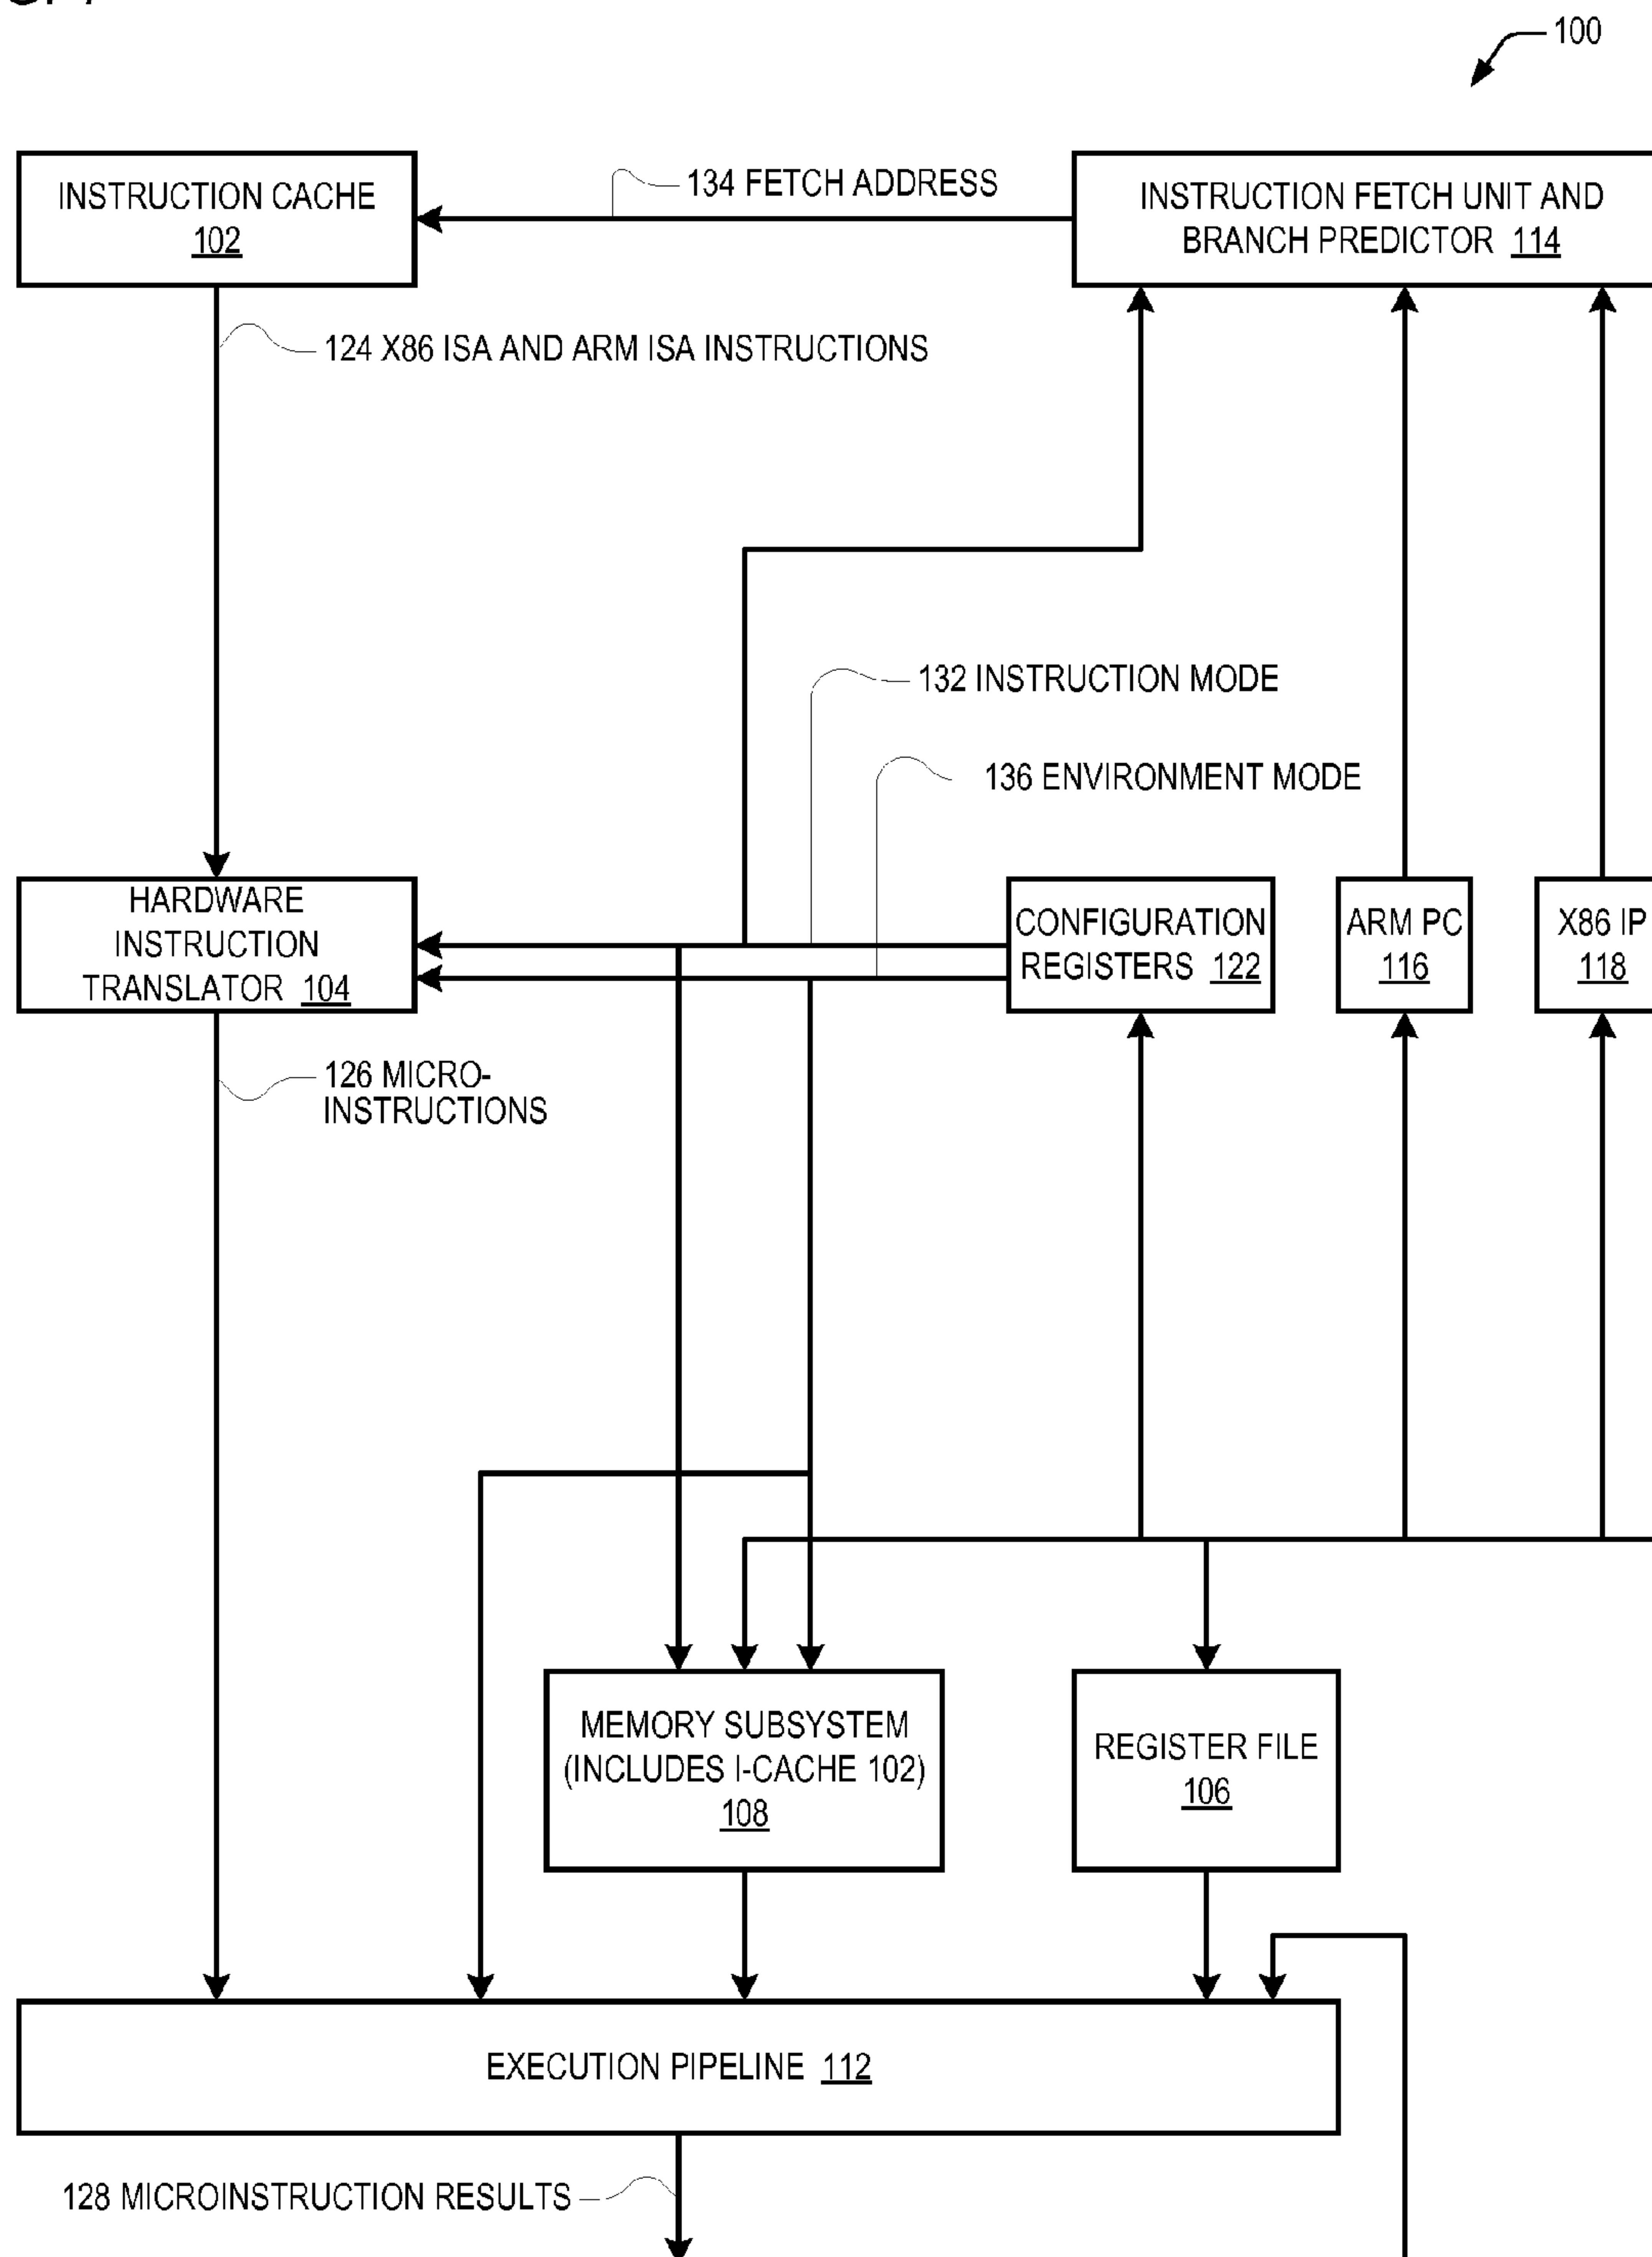 100
INSTRUCTION CACHE
102
134 FETCH ADDRESS
INSTRUCTION FETCH UNIT AND
BRANCH PREDICTOR 114
124 X86 ISA AND ARM ISA INSTRUCTIONS
132 INSTRUCTION MODE
136 ENVIRONMENT MODE
HARDWARE
INSTRUCTION
TRANSLATOR 104
CONFIGURATION
REGISTERS 122
ARM PC
116
X86 IP
118
126 MICRO-
INSTRUCTIONS
MEMORY SUBSYSTEM
(INCLUDES I-CACHE 102)
108
REGISTER FILE
106
EXECUTION PIPELINE 112
128 MICROINSTRUCTION RESULTS